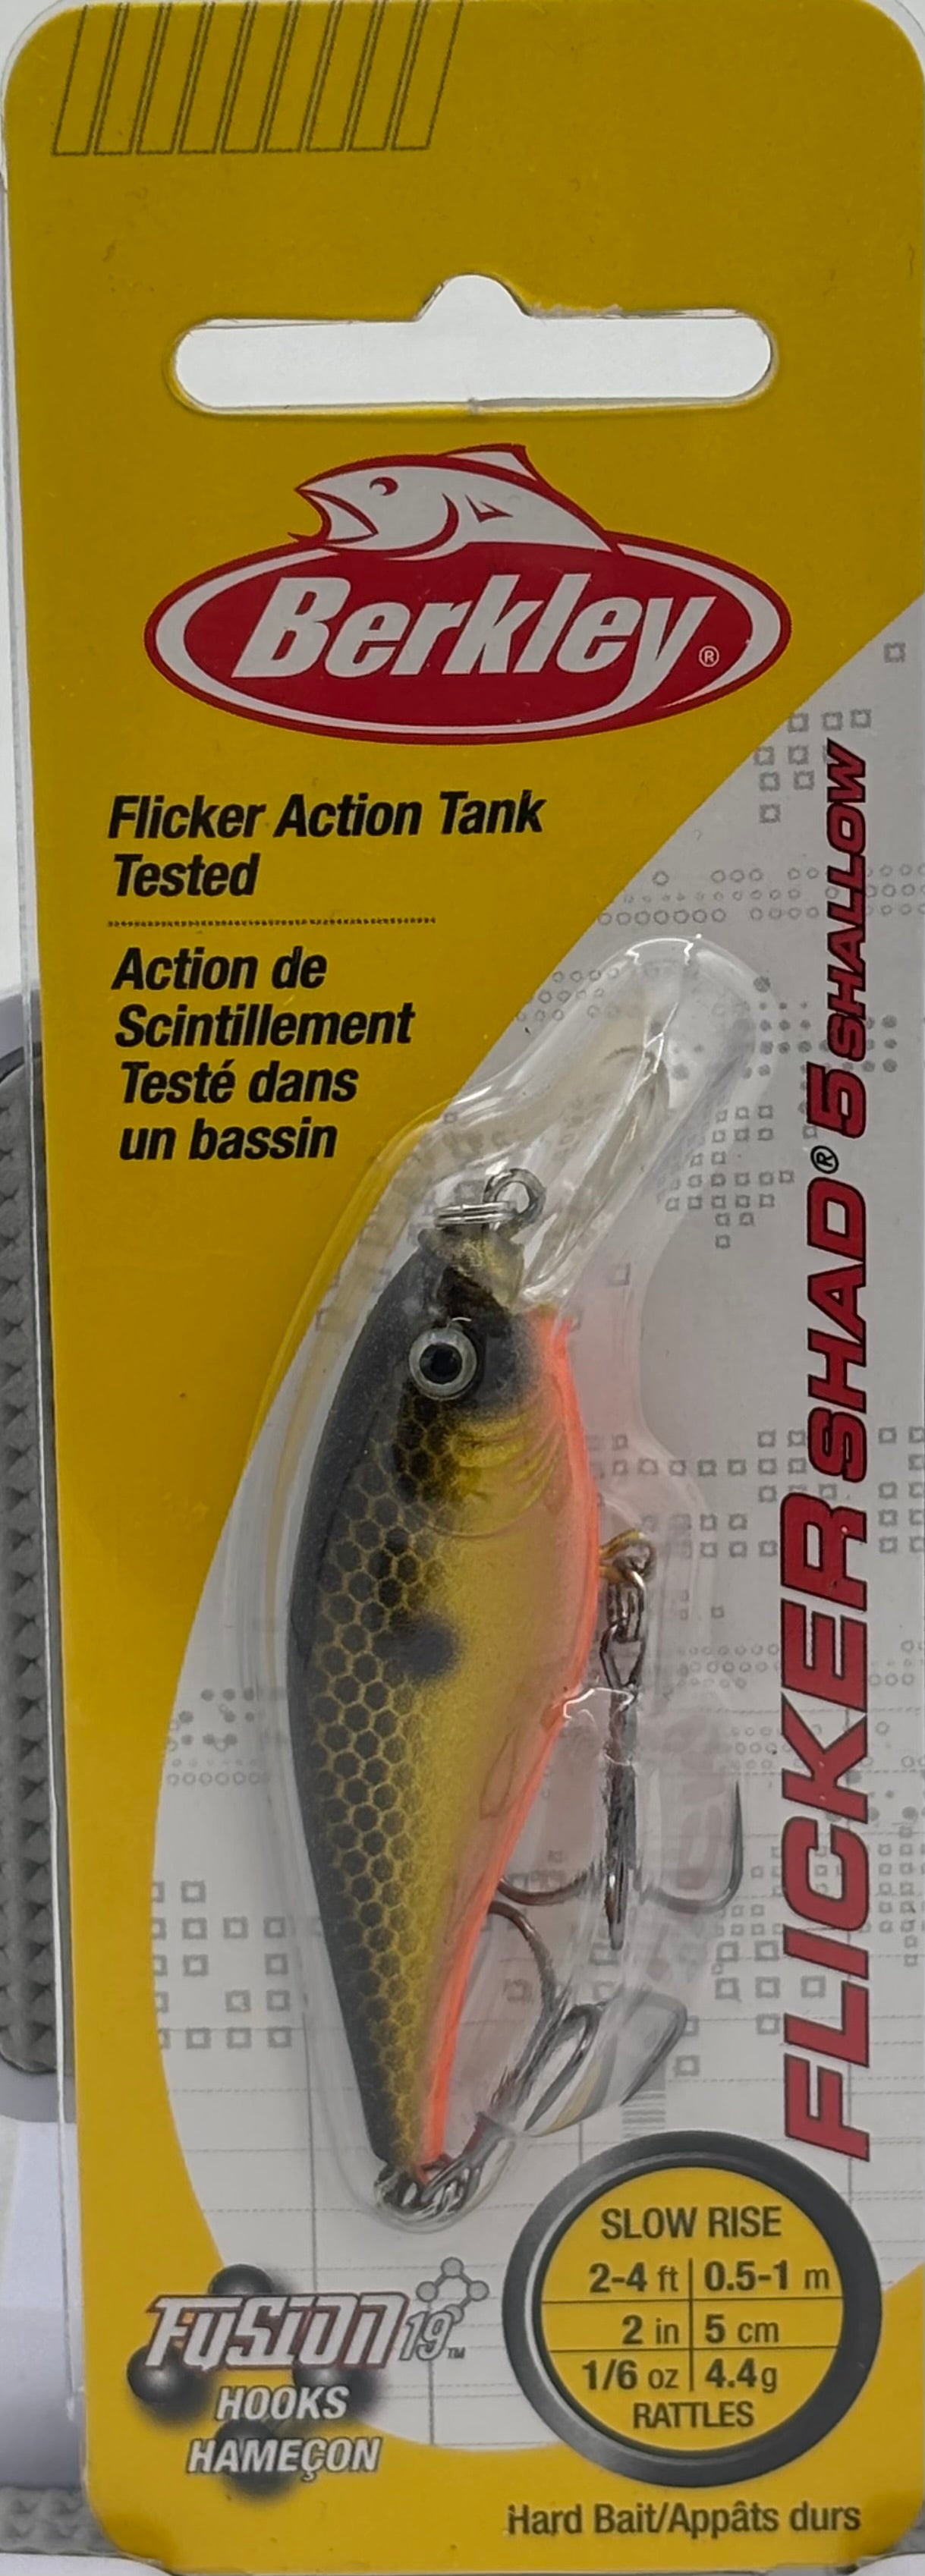 Berkley®
Flicker Action Tank
Tested
Action de
Scintillement
Testé dans
un bassin
FLICKER SHAD® 5 SHALLOW
SLOW RISE
2-4 ft | 0.5-1 m
2 in | 5 cm
1/6 oz | 4.4g
RATTLES
FUSION19™
HOOKS
HAMEÇON
Hard Bait/Appâts durs